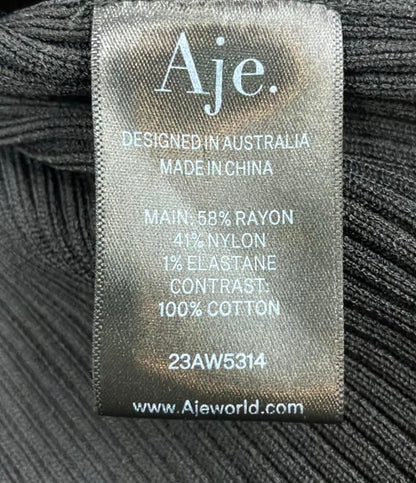 Aje.
DESIGNED IN AUSTRALIA
MADE IN CHINA
MAIN: 58% RAYON
41% NYLON
1% ELASTANE
CONTRAST:
100% COTTON
23AW5314
www.Ajeworld.com